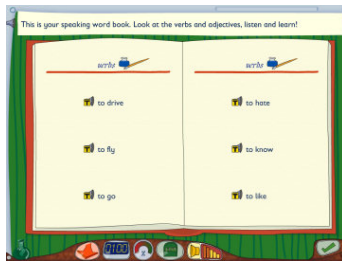 This is your speaking word book. Look at the verbs and adjectives, listen and learn!
verbs
to drive
to fly
to go
verbs
to hate
to know
to like